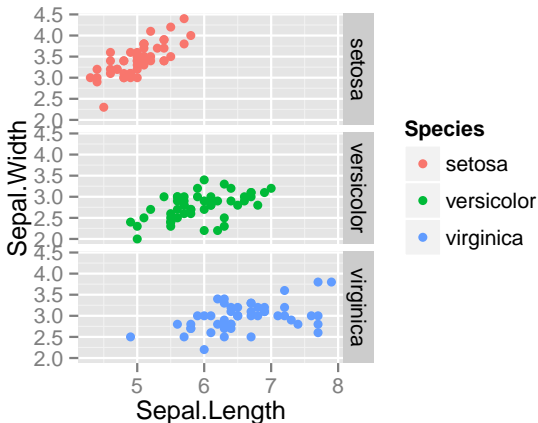 Sepal.Width
4.5
4.0
3.5
3.0
2.5
2.0
setosa
4.5
4.0
3.5
3.0
2.5
2.0
versicolor
4.5
4.0
3.5
3.0
2.5
2.0
virginica
5 6 7 8
Sepal.Length
Species
setosa
versicolor
virginica